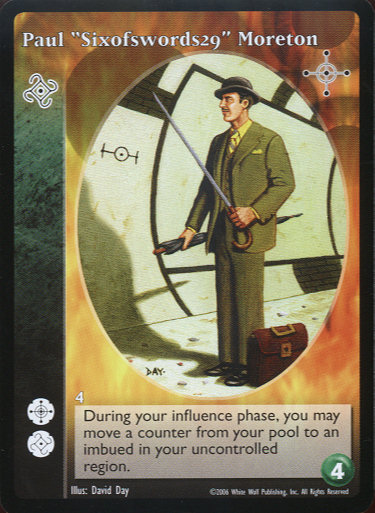 Paul "Sixofswords29" Moreton
DAY.
4
During your influence phase, you may
move a counter from your pool to an
imbued in your uncontrolled
region.
4
Illus: David Day
©2006 White Wolf Publishing, Inc. All Rights Reserved